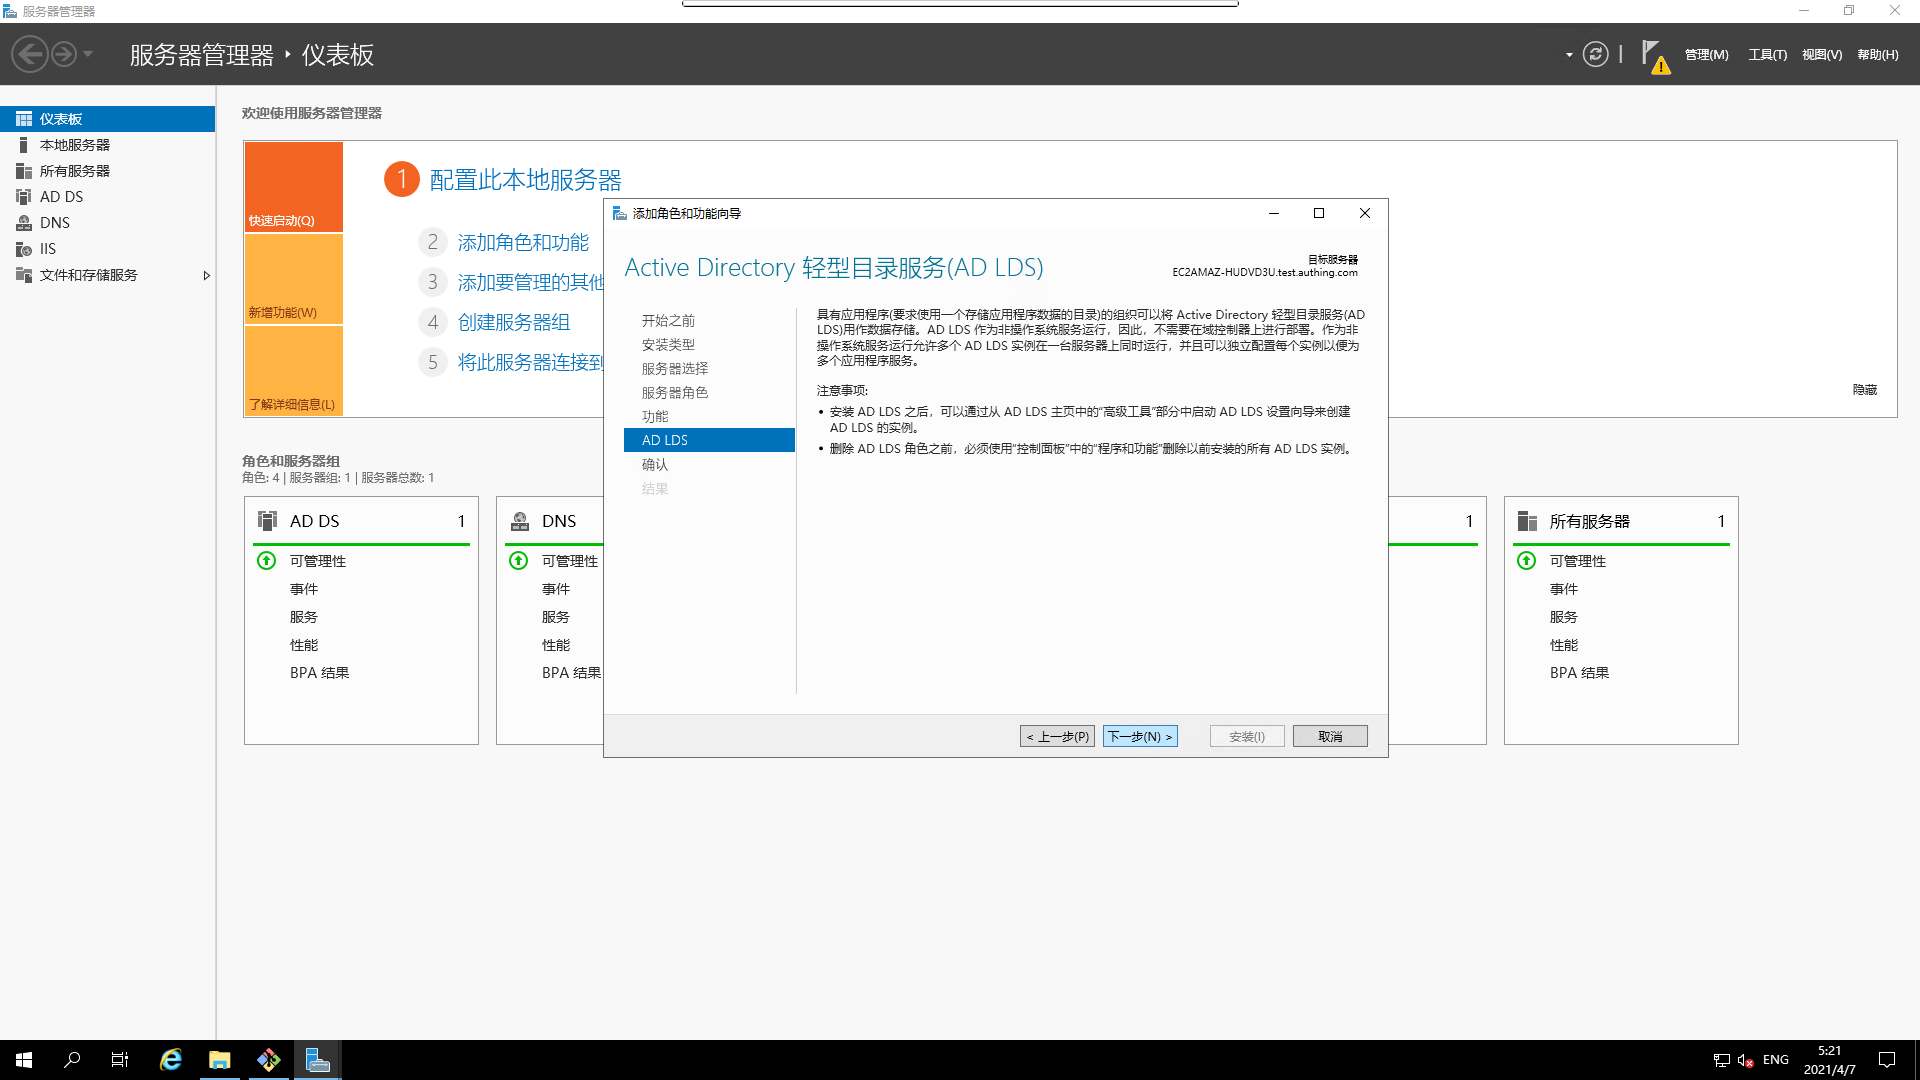 服务器管理器
服务器管理器 ‣ 仪表板
管理(M) 工具(T) 视图(V) 帮助(H)
仪表板
本地服务器
所有服务器
AD DS
DNS
IIS
文件和存储服务
欢迎使用服务器管理器
快速启动(Q)
新增功能(W)
了解详细信息(L)
1 配置此本地服务器
2 添加角色和功能
3 添加要管理的其他
4 创建服务器组
5 将此服务器连接到
隐藏
角色和服务器组
角色: 4 | 服务器组: 1 | 服务器总数: 1
AD DS 1
可管理性
事件
服务
性能
BPA 结果
DNS
可管理性
事件
服务
性能
BPA 结果
1
所有服务器 1
可管理性
事件
服务
性能
BPA 结果
添加角色和功能向导
Active Directory 轻型目录服务(AD LDS)
目标服务器
EC2AMAZ-HUDVD3U.test.authing.com
开始之前
安装类型
服务器选择
服务器角色
功能
AD LDS
确认
结果
具有应用程序(要求使用一个存储应用程序数据的目录)的组织可以将 Active Directory 轻型目录服务(AD
LDS)用作数据存储。AD LDS 作为非操作系统服务运行，因此，不需要在域控制器上进行部署。作为非
操作系统服务运行允许多个 AD LDS 实例在一台服务器上同时运行，并且可以独立配置每个实例以便为
多个应用程序服务。
注意事项:
• 安装 AD LDS 之后，可以通过从 AD LDS 主页中的“高级工具”部分中启动 AD LDS 设置向导来创建
AD LDS 的实例。
• 删除 AD LDS 角色之前，必须使用“控制面板”中的“程序和功能”删除以前安装的所有 AD LDS 实例。
< 上一步(P) 下一步(N) > 安装(I) 取消
ENG
5:21
2021/4/7